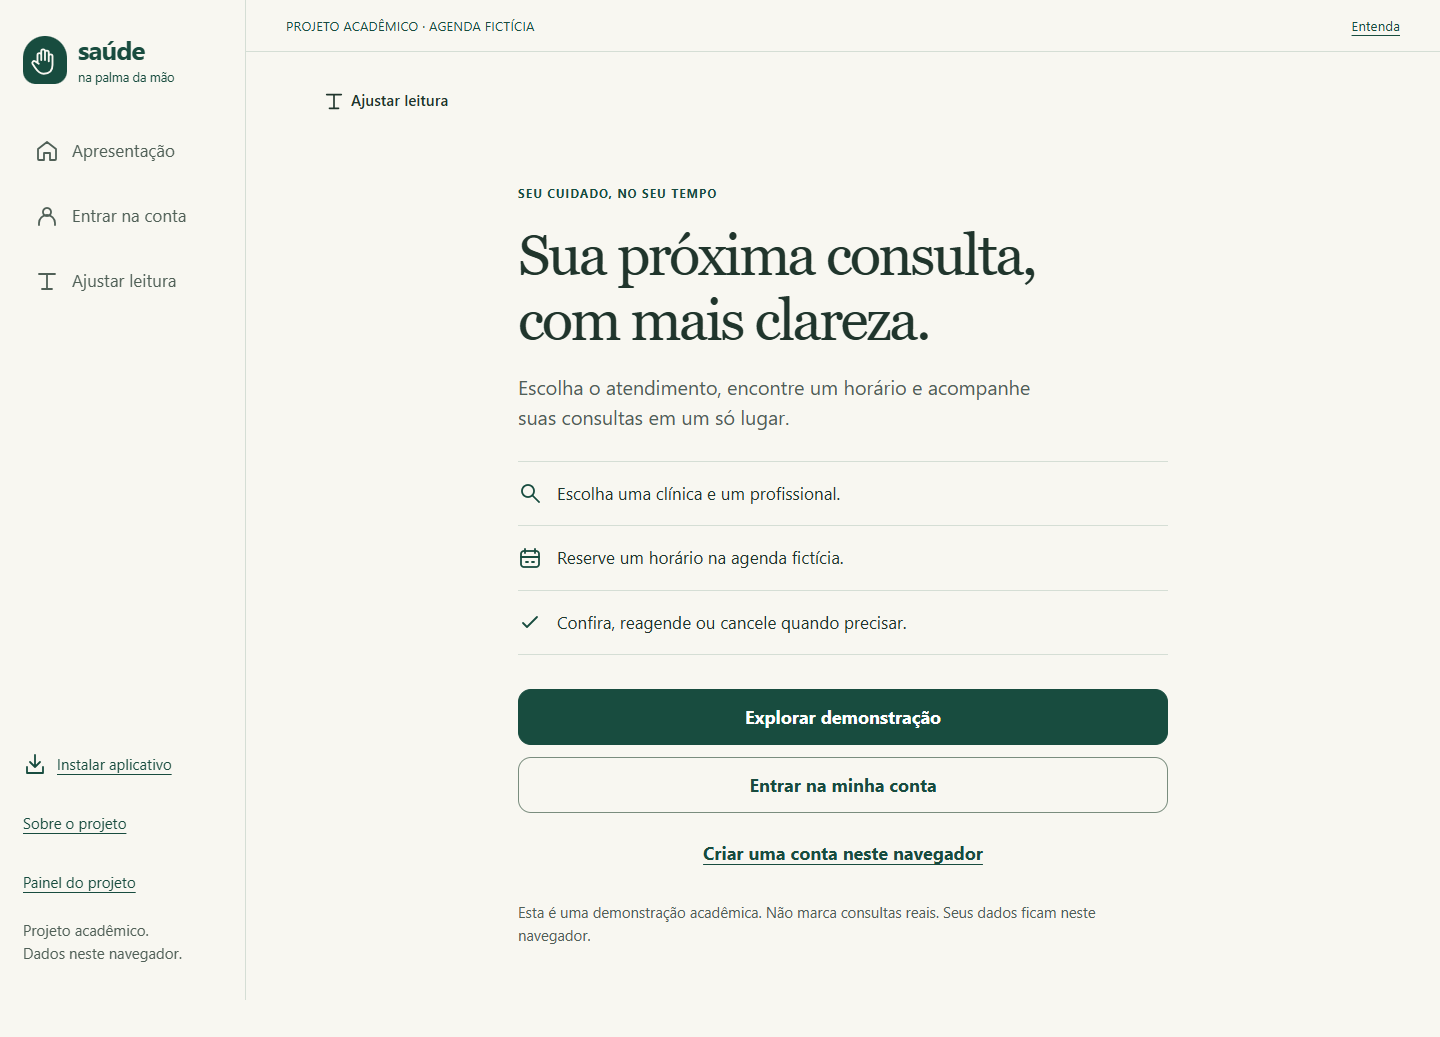 saúde
na palma da mão
Apresentação
Entrar na conta
Ajustar leitura
Instalar aplicativo
Sobre o projeto
Painel do projeto
Projeto acadêmico.
Dados neste navegador.
PROJETO ACADÊMICO · AGENDA FICTÍCIA
Entenda
Ajustar leitura
SEU CUIDADO, NO SEU TEMPO
Sua próxima consulta,
com mais clareza.
Escolha o atendimento, encontre um horário e acompanhe
suas consultas em um só lugar.
Escolha uma clínica e um profissional.
Reserve um horário na agenda fictícia.
Confira, reagende ou cancele quando precisar.
Explorar demonstração
Entrar na minha conta
Criar uma conta neste navegador
Esta é uma demonstração acadêmica. Não marca consultas reais. Seus dados ficam neste
navegador.